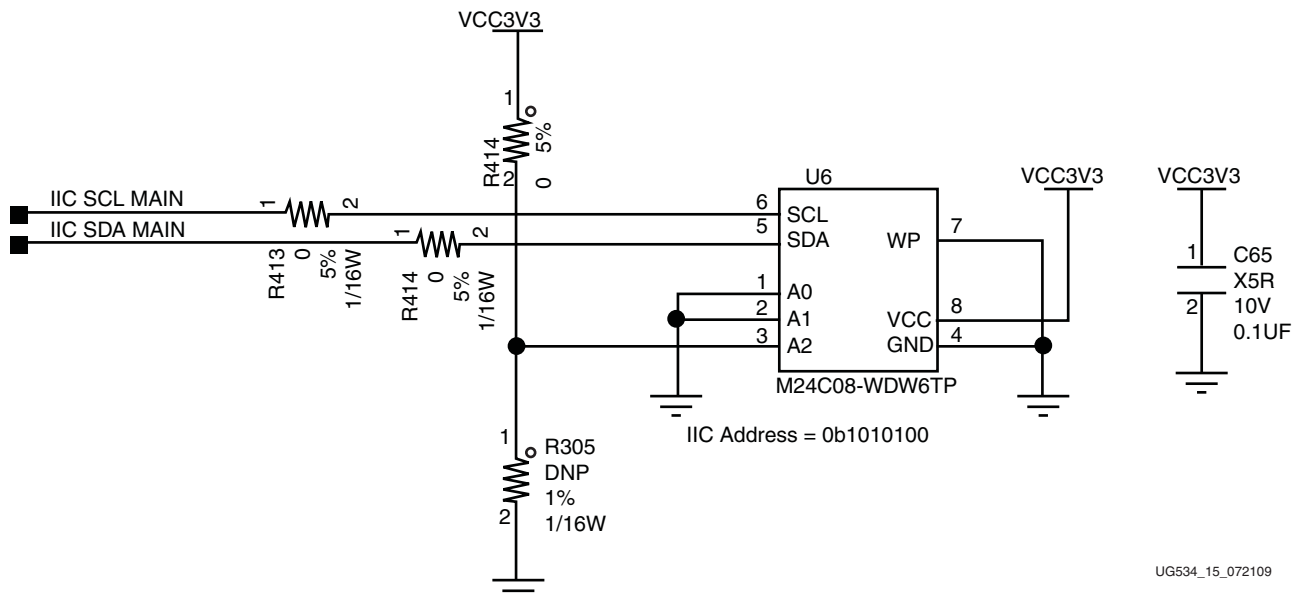 VCC3V3
1
R414
5%
2
0
IIC SCL MAIN
1
2
R413
0
5%
1/16W
IIC SDA MAIN
1
2
R414
0
5%
1/16W
U6
6
SCL
5
SDA
1
A0
2
A1
3
A2
WP
7
VCC
8
GND
4
M24C08-WDW6TP
IIC Address = 0b1010100
VCC3V3
VCC3V3
1
2
C65
X5R
10V
0.1UF
1
2
R305
DNP
1%
1/16W
UG534_15_072109